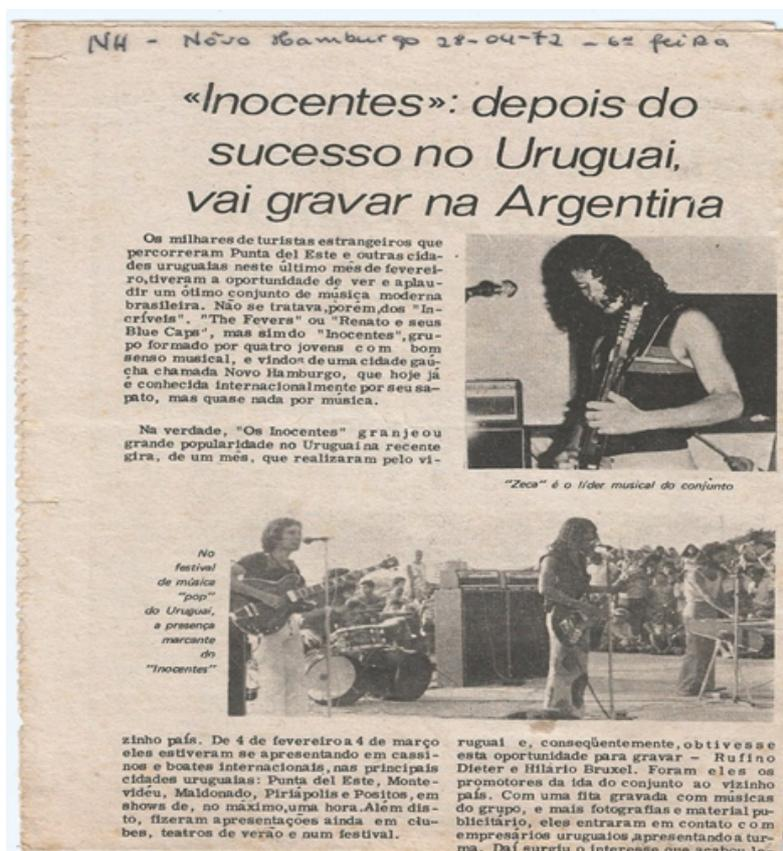 NH - Nôvo Hamburgo 28-04-72 - 6ª feira
«Inocentes»: depois do
sucesso no Uruguai,
vai gravar na Argentina
Os milhares de turistas estrangeiros que
percorreram Punta del Este e outras cida-
des uruguaias neste último mês de feverei-
ro,tiveram a oportunidade de ver e aplau-
dir um ótimo conjunto de música moderna
brasileira. Não se tratava,porém,dos "In-
críveis", "The Fevers" ou "Renato e seus
Blue Caps", mas sim do "Inocentes",gru-
po formado por quatro jovens com bom
senso musical, e vindos de uma cidade gaú-
cha chamada Novo Hamburgo, que hoje já
é conhecida internacionalmente por seu sa-
pato, mas quase nada por música.
Na verdade, "Os Inocentes" granjeou
grande popularidade no Uruguai na recente
gira, de um mês, que realizaram pelo vi-
"Zeca" é o líder musical do conjunto
No
festival
de música
"pop"
do Uruguai,
a presença
marcante
do
"Inocentes"
zinho país. De 4 de fevereiro a 4 de março
eles estiveram se apresentando em cassi-
nos e boates internacionais, nas principais
cidades uruguaias: Punta del Este, Monte-
vidéu, Maldonado, Piriápolis e Positos, em
shows de, no máximo,uma hora.Além dis-
to, fizeram apresentações ainda em clu-
bes, teatros de verão e num festival.
ruguai e, conseqüentemente, obtivesse
esta oportunidade para gravar - Rufino
Dieter e Hilário Bruxel. Foram eles os
promotores da ida do conjunto ao vizinho
país. Com uma fita gravada com músicas
do grupo, e mais fotografias e material pu-
blicitário, eles entraram em contato com
empresários uruguaios,apresentando a tur-
ma. Daí surgiu o interesse que acabou